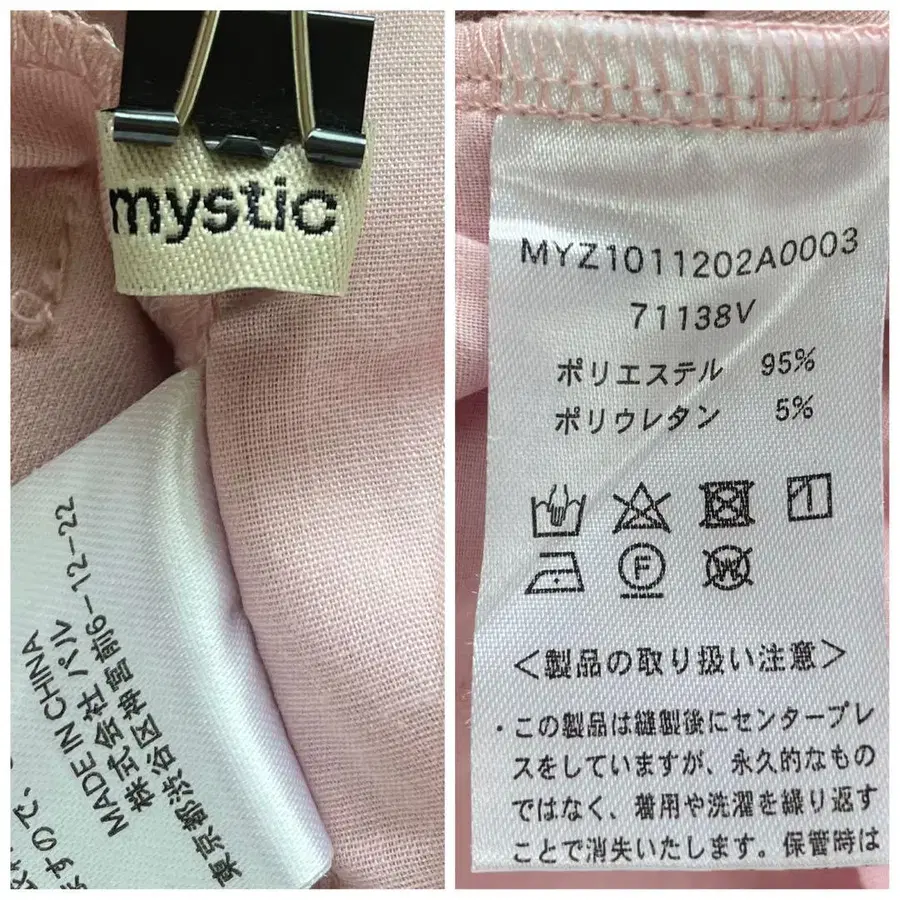 mystic
MADE IN CHINA
株式会社 パル
東京都渋谷区神宮前6-12-22
ますので、
MYZ1011202A0003
71138V
ポリエステル 95%
ポリウレタン 5%
F
W
＜製品の取り扱い注意＞
・この製品は縫製後にセンタープレ
スをしていますが、永久的なもの
ではなく、着用や洗濯を繰り返す
ことで消失いたします。保管時は